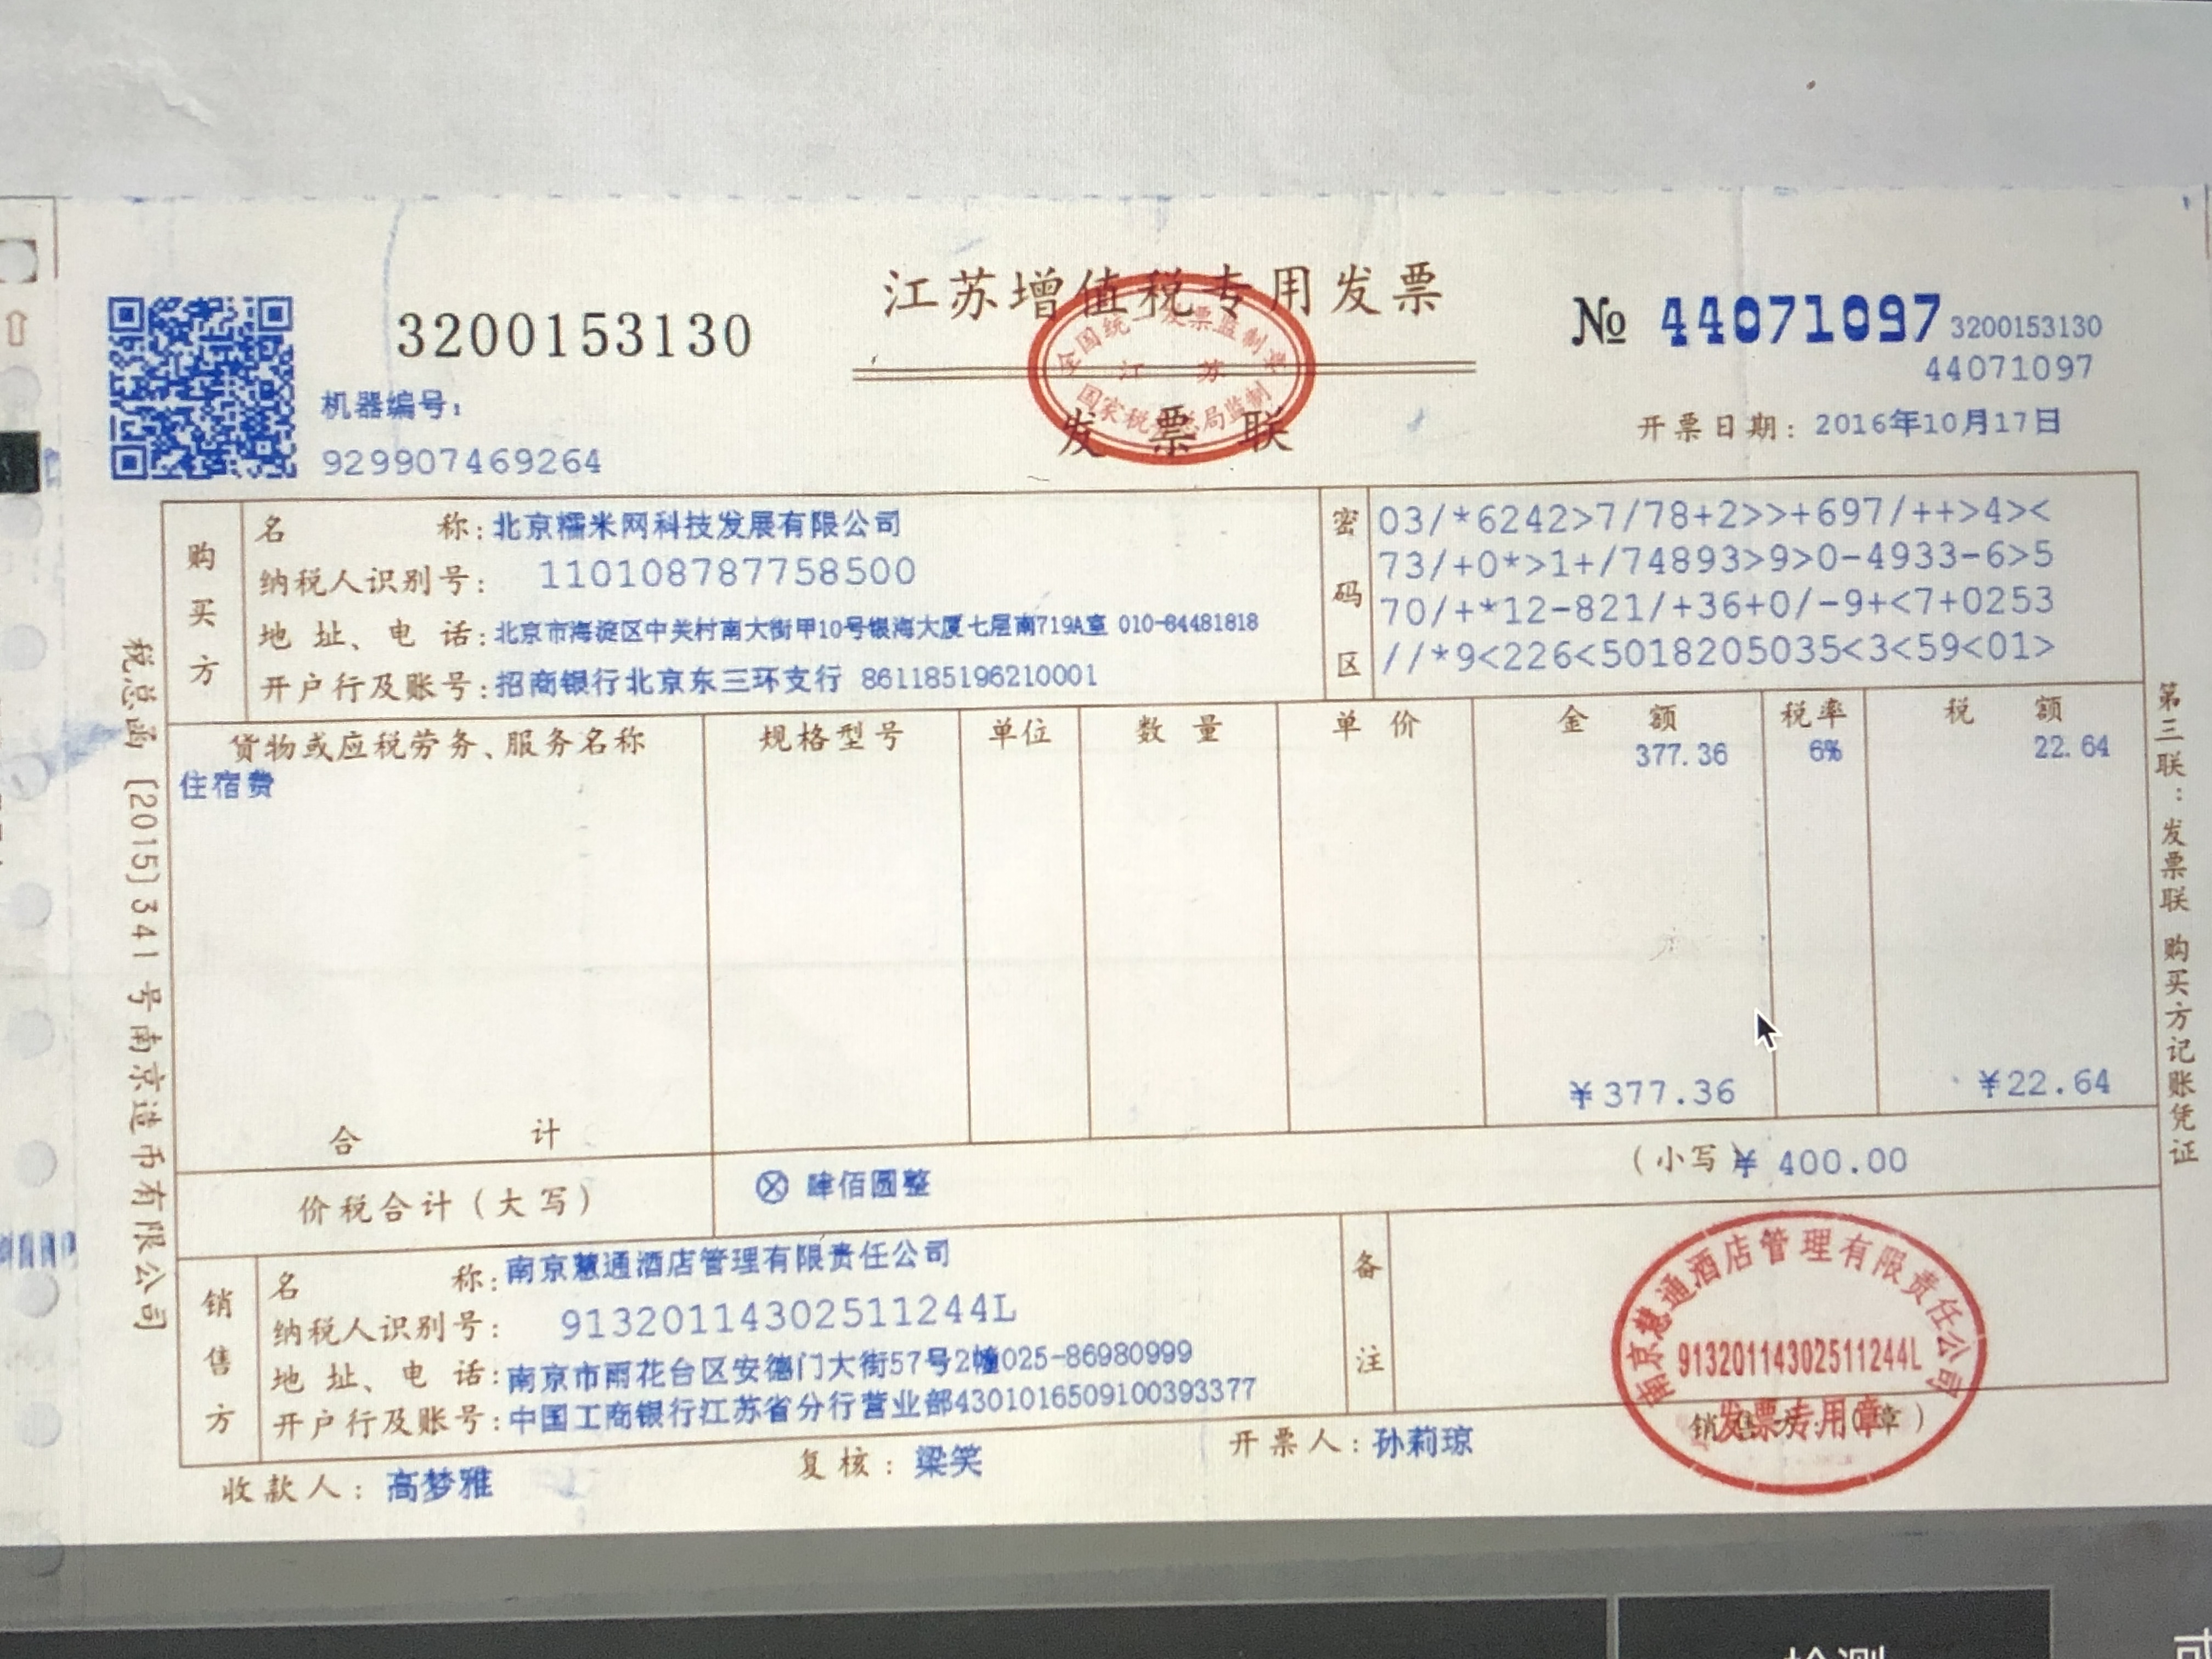 江苏增值税专用发票
3200153130
№ 44071097
3200153130
44071097
全国统一发票监制章
江 苏
国家税务总局监制
发票联
机器编号:
929907469264
开票日期: 2016年10月17日
购买方
名 称: 北京糯米网科技发展有限公司
纳税人识别号: 110108787758500
地址、电话: 北京市海淀区中关村南大街甲10号银海大厦七层南719A室 010-84481818
开户行及账号: 招商银行北京东三环支行 861185196210001
密码区
03/*6242>7/78+2>>+697/++>4><
73/+0*>1+/74893>9>0-4933-6>5
70/+*12-821/+36+0/-9+<7+0253
//*9<226<5018205035<3<59<01>
货物或应税劳务、服务名称 规格型号 单位 数量 单价 金额 税率 税额
住宿费 377.36 6% 22.64
合计 ¥377.36 ¥22.64
价税合计(大写) ⊗ 肆佰圆整 (小写) ¥ 400.00
销售方
名 称: 南京慧通酒店管理有限责任公司
纳税人识别号: 91320114302511244L
地址、电话: 南京市雨花台区安德门大街57号2幢025-86980999
开户行及账号: 中国工商银行江苏省分行营业部4301016509100393377
备注
南京慧通酒店管理有限责任公司
91320114302511244L
发票专用章
销售方:(章)
收款人: 高梦雅 复核: 梁笑 开票人: 孙莉琼
税总函 [2015] 341 号南京造币有限公司
第三联:发票联 购买方记账凭证
检测